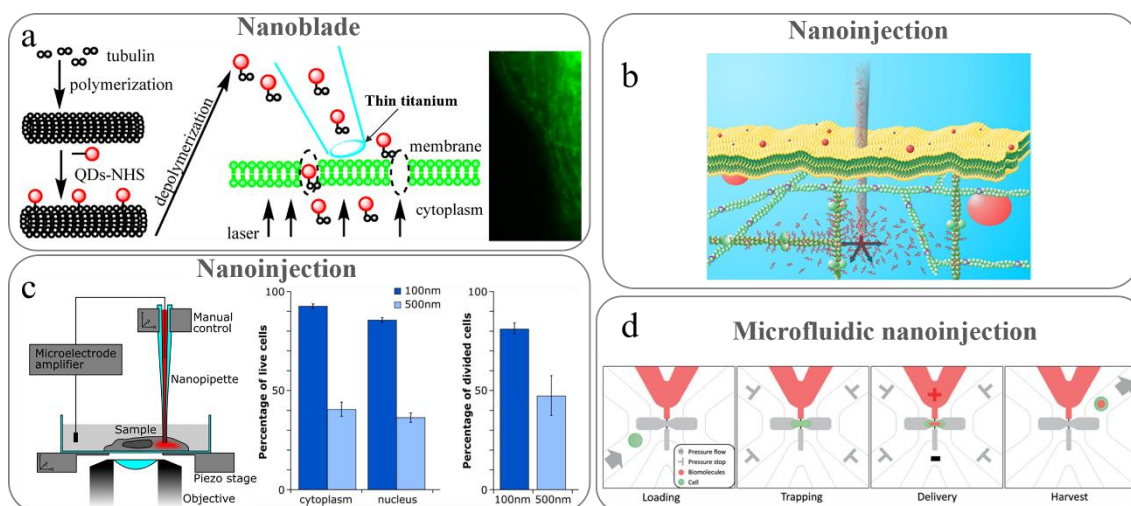 Nanoblade
a
tubulin
polymerization
QDs-NHS
depolymerization
Thin titanium
membrane
cytoplasm
laser
Nanoinjection
b
Nanoinjection
c
Manual
control
Microelectrode
amplifier
Nanopipette
Sample
Piezo stage
Objective
100nm
500nm
Percentage of live cells
100
50
0
cytoplasm
nucleus
Percentage of divided cells
100
50
0
100nm
500nm
d
Microfluidic nanoinjection
+
-
Pressure flow
Pressure stop
Biomolecules
Cell
Loading
Trapping
Delivery
Harvest